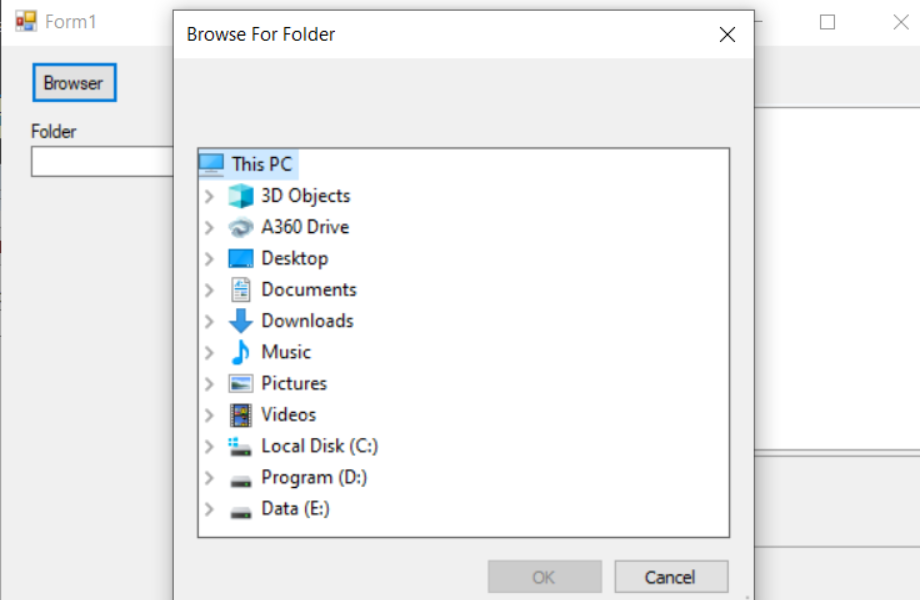 Form1
Browse For Folder
Browser
Folder
This PC
3D Objects
A360 Drive
Desktop
Documents
Downloads
Music
Pictures
Videos
Local Disk (C:)
Program (D:)
Data (E:)
OK
Cancel